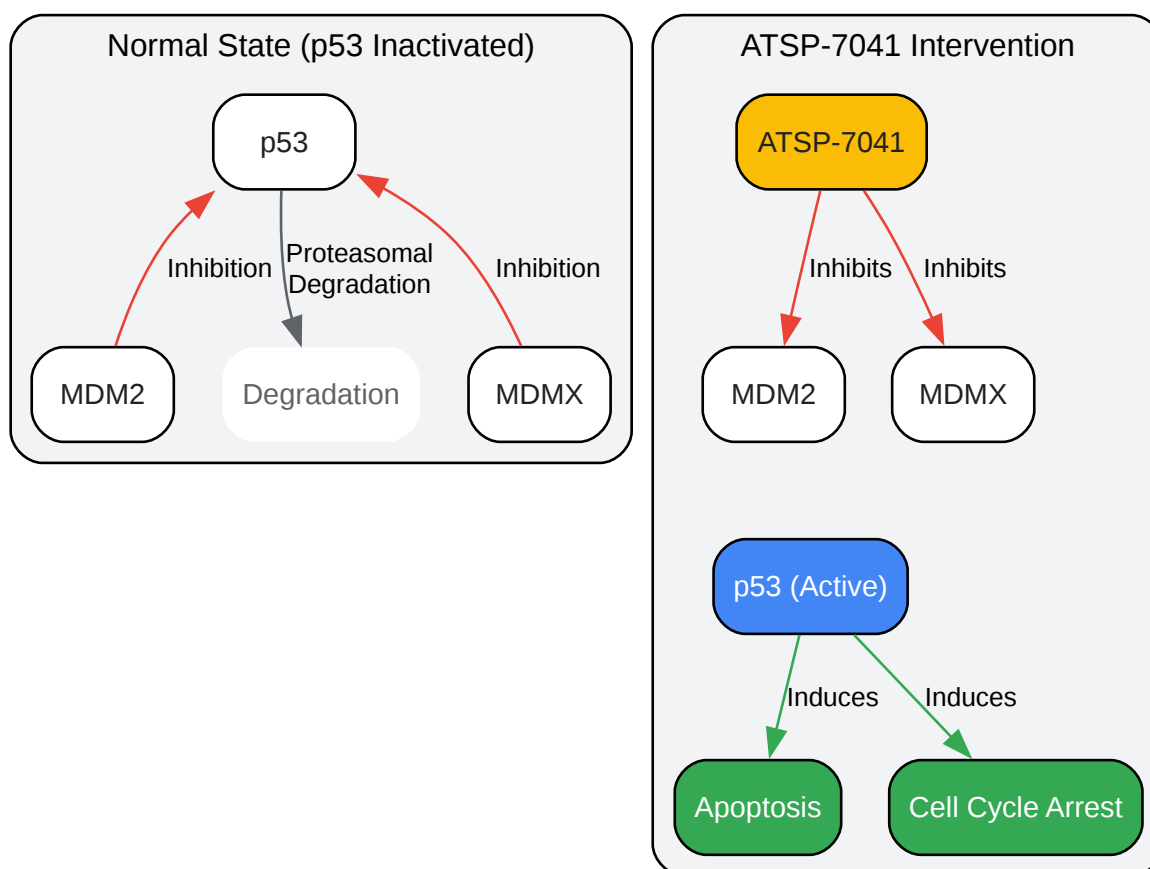 Normal State (p53 Inactivated)
p53
Inhibition
Proteasomal
Degradation
Inhibition
MDM2
Degradation
MDMX
ATSP-7041 Intervention
ATSP-7041
Inhibits
Inhibits
MDM2
MDMX
p53 (Active)
Induces
Induces
Apoptosis
Cell Cycle Arrest